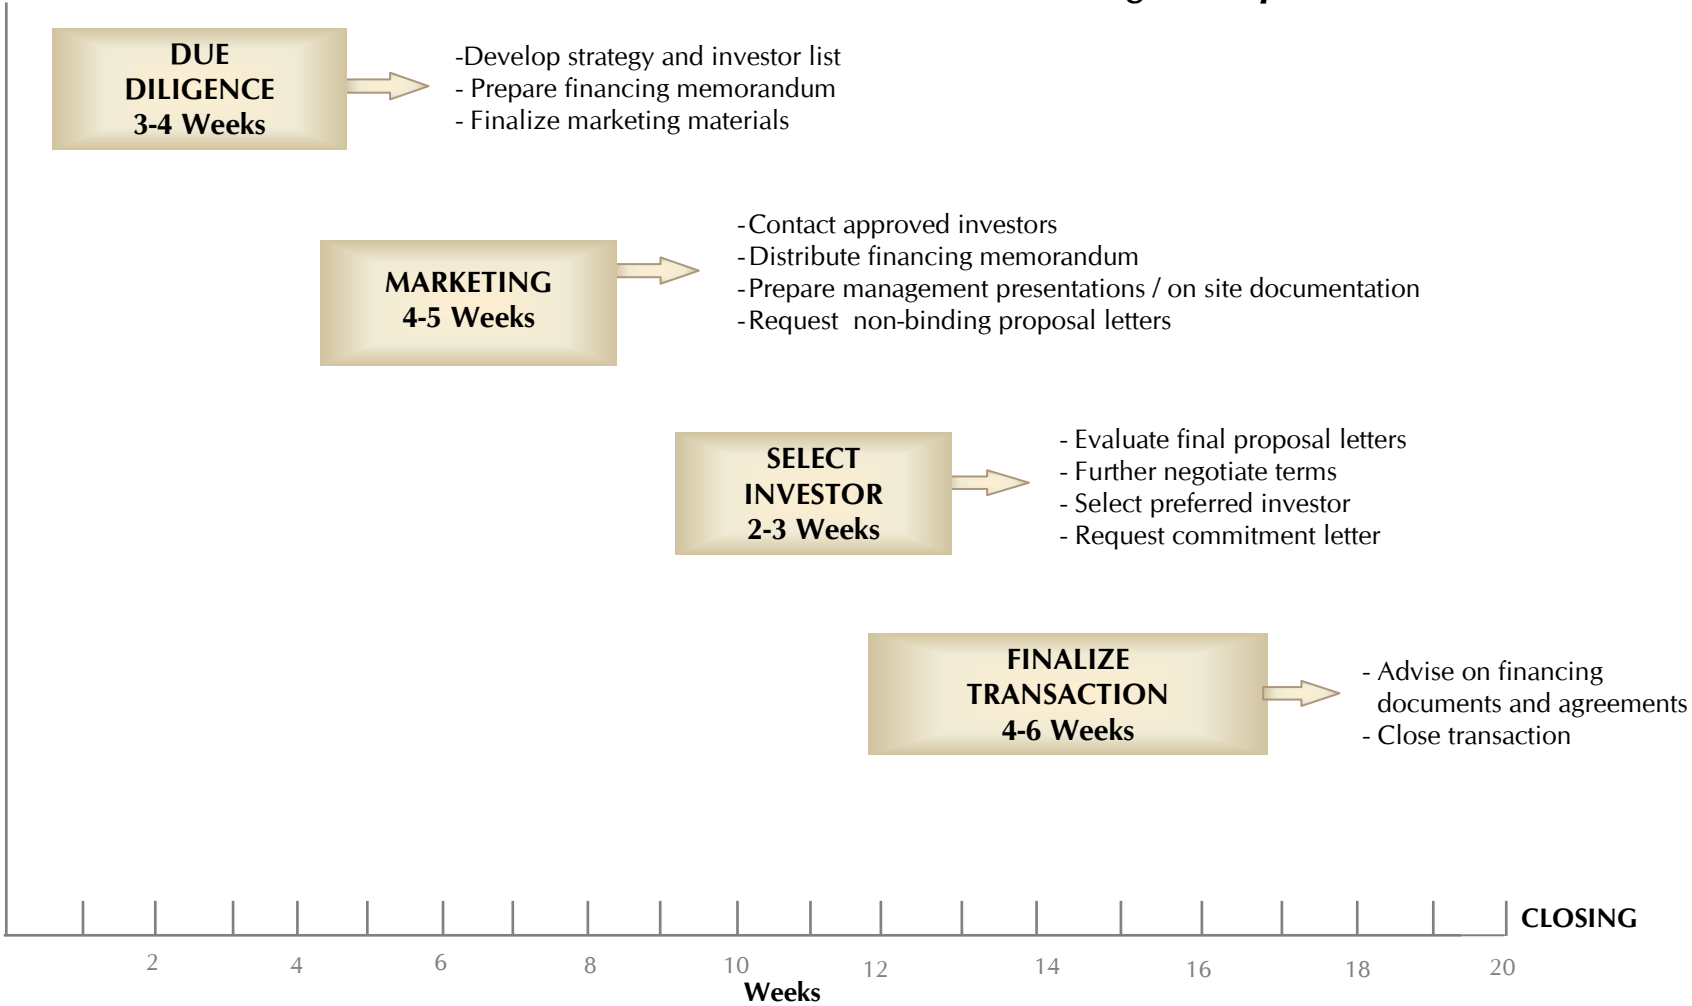 DUE
DILIGENCE
3-4 Weeks
-Develop strategy and investor list
- Prepare financing memorandum
- Finalize marketing materials
MARKETING
4-5 Weeks
-Contact approved investors
-Distribute financing memorandum
-Prepare management presentations / on site documentation
-Request  non-binding proposal letters
SELECT
INVESTOR
2-3 Weeks
- Evaluate final proposal letters
- Further negotiate terms
- Select preferred investor
- Request commitment letter
FINALIZE
TRANSACTION
4-6 Weeks
- Advise on financing
documents and agreements
- Close transaction
CLOSING
2 4 6 8 10 12 14 16 18 20
Weeks